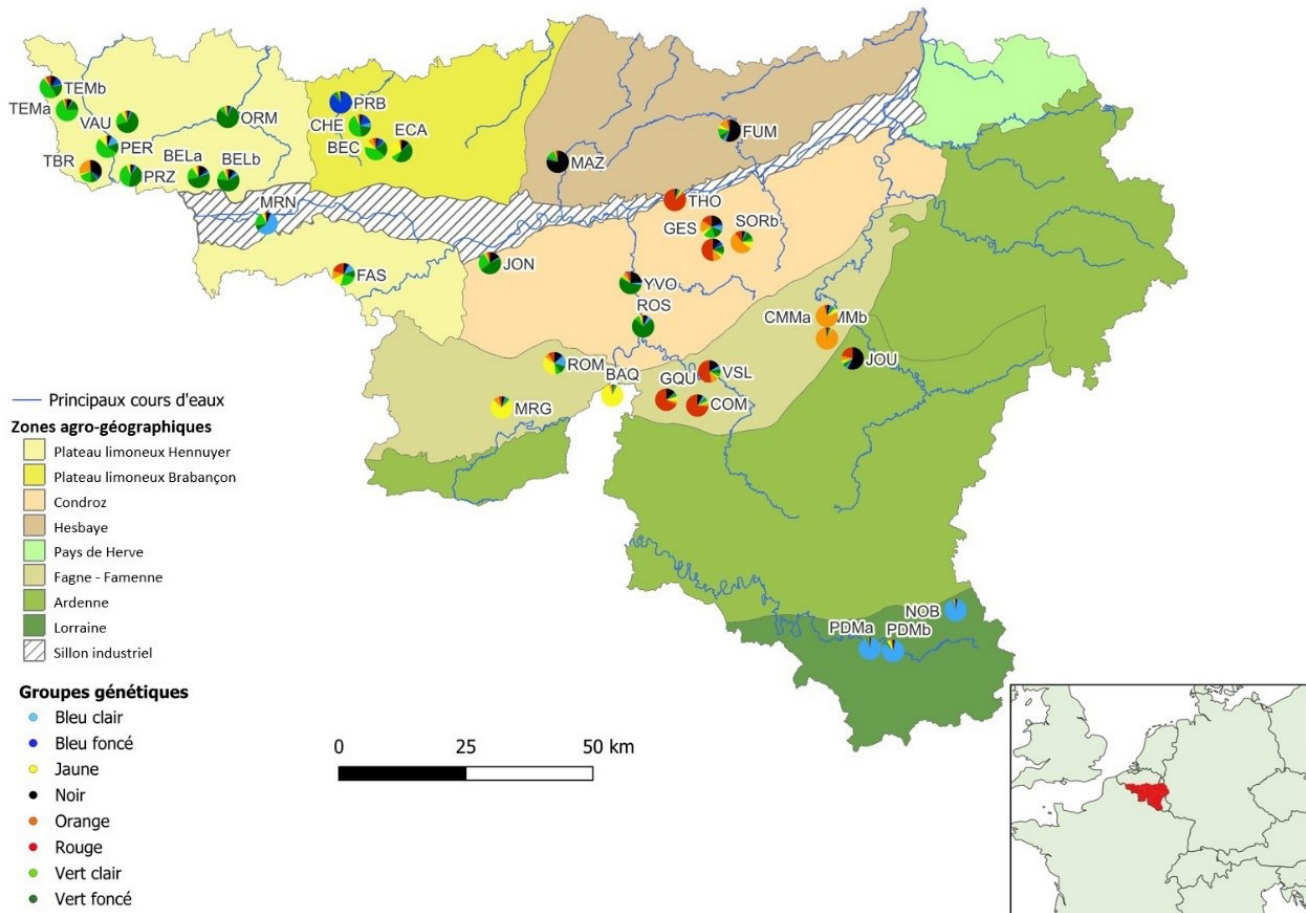 TEMb
TEMa
VAU
ORM
PER
TBR
PRZ
BELa
BELb
PRB
CHE
ECA
BEC
MAZ
FUM
MRN
THO
GES
SORb
FAS
JON
YVO
ROS
CMMa
MMb
JOU
ROM
BAQ
GQU
VSL
MRG
COM
NOB
PDMa
PDMb
Principaux cours d'eaux
Zones agro-géographiques
Plateau limoneux Hennuyer
Plateau limoneux Brabançon
Condroz
Hesbaye
Pays de Herve
Fagne - Famenne
Ardenne
Lorraine
Sillon industriel
Groupes génétiques
Bleu clair
Bleu foncé
Jaune
Noir
Orange
Rouge
Vert clair
Vert foncé
0 25 50 km